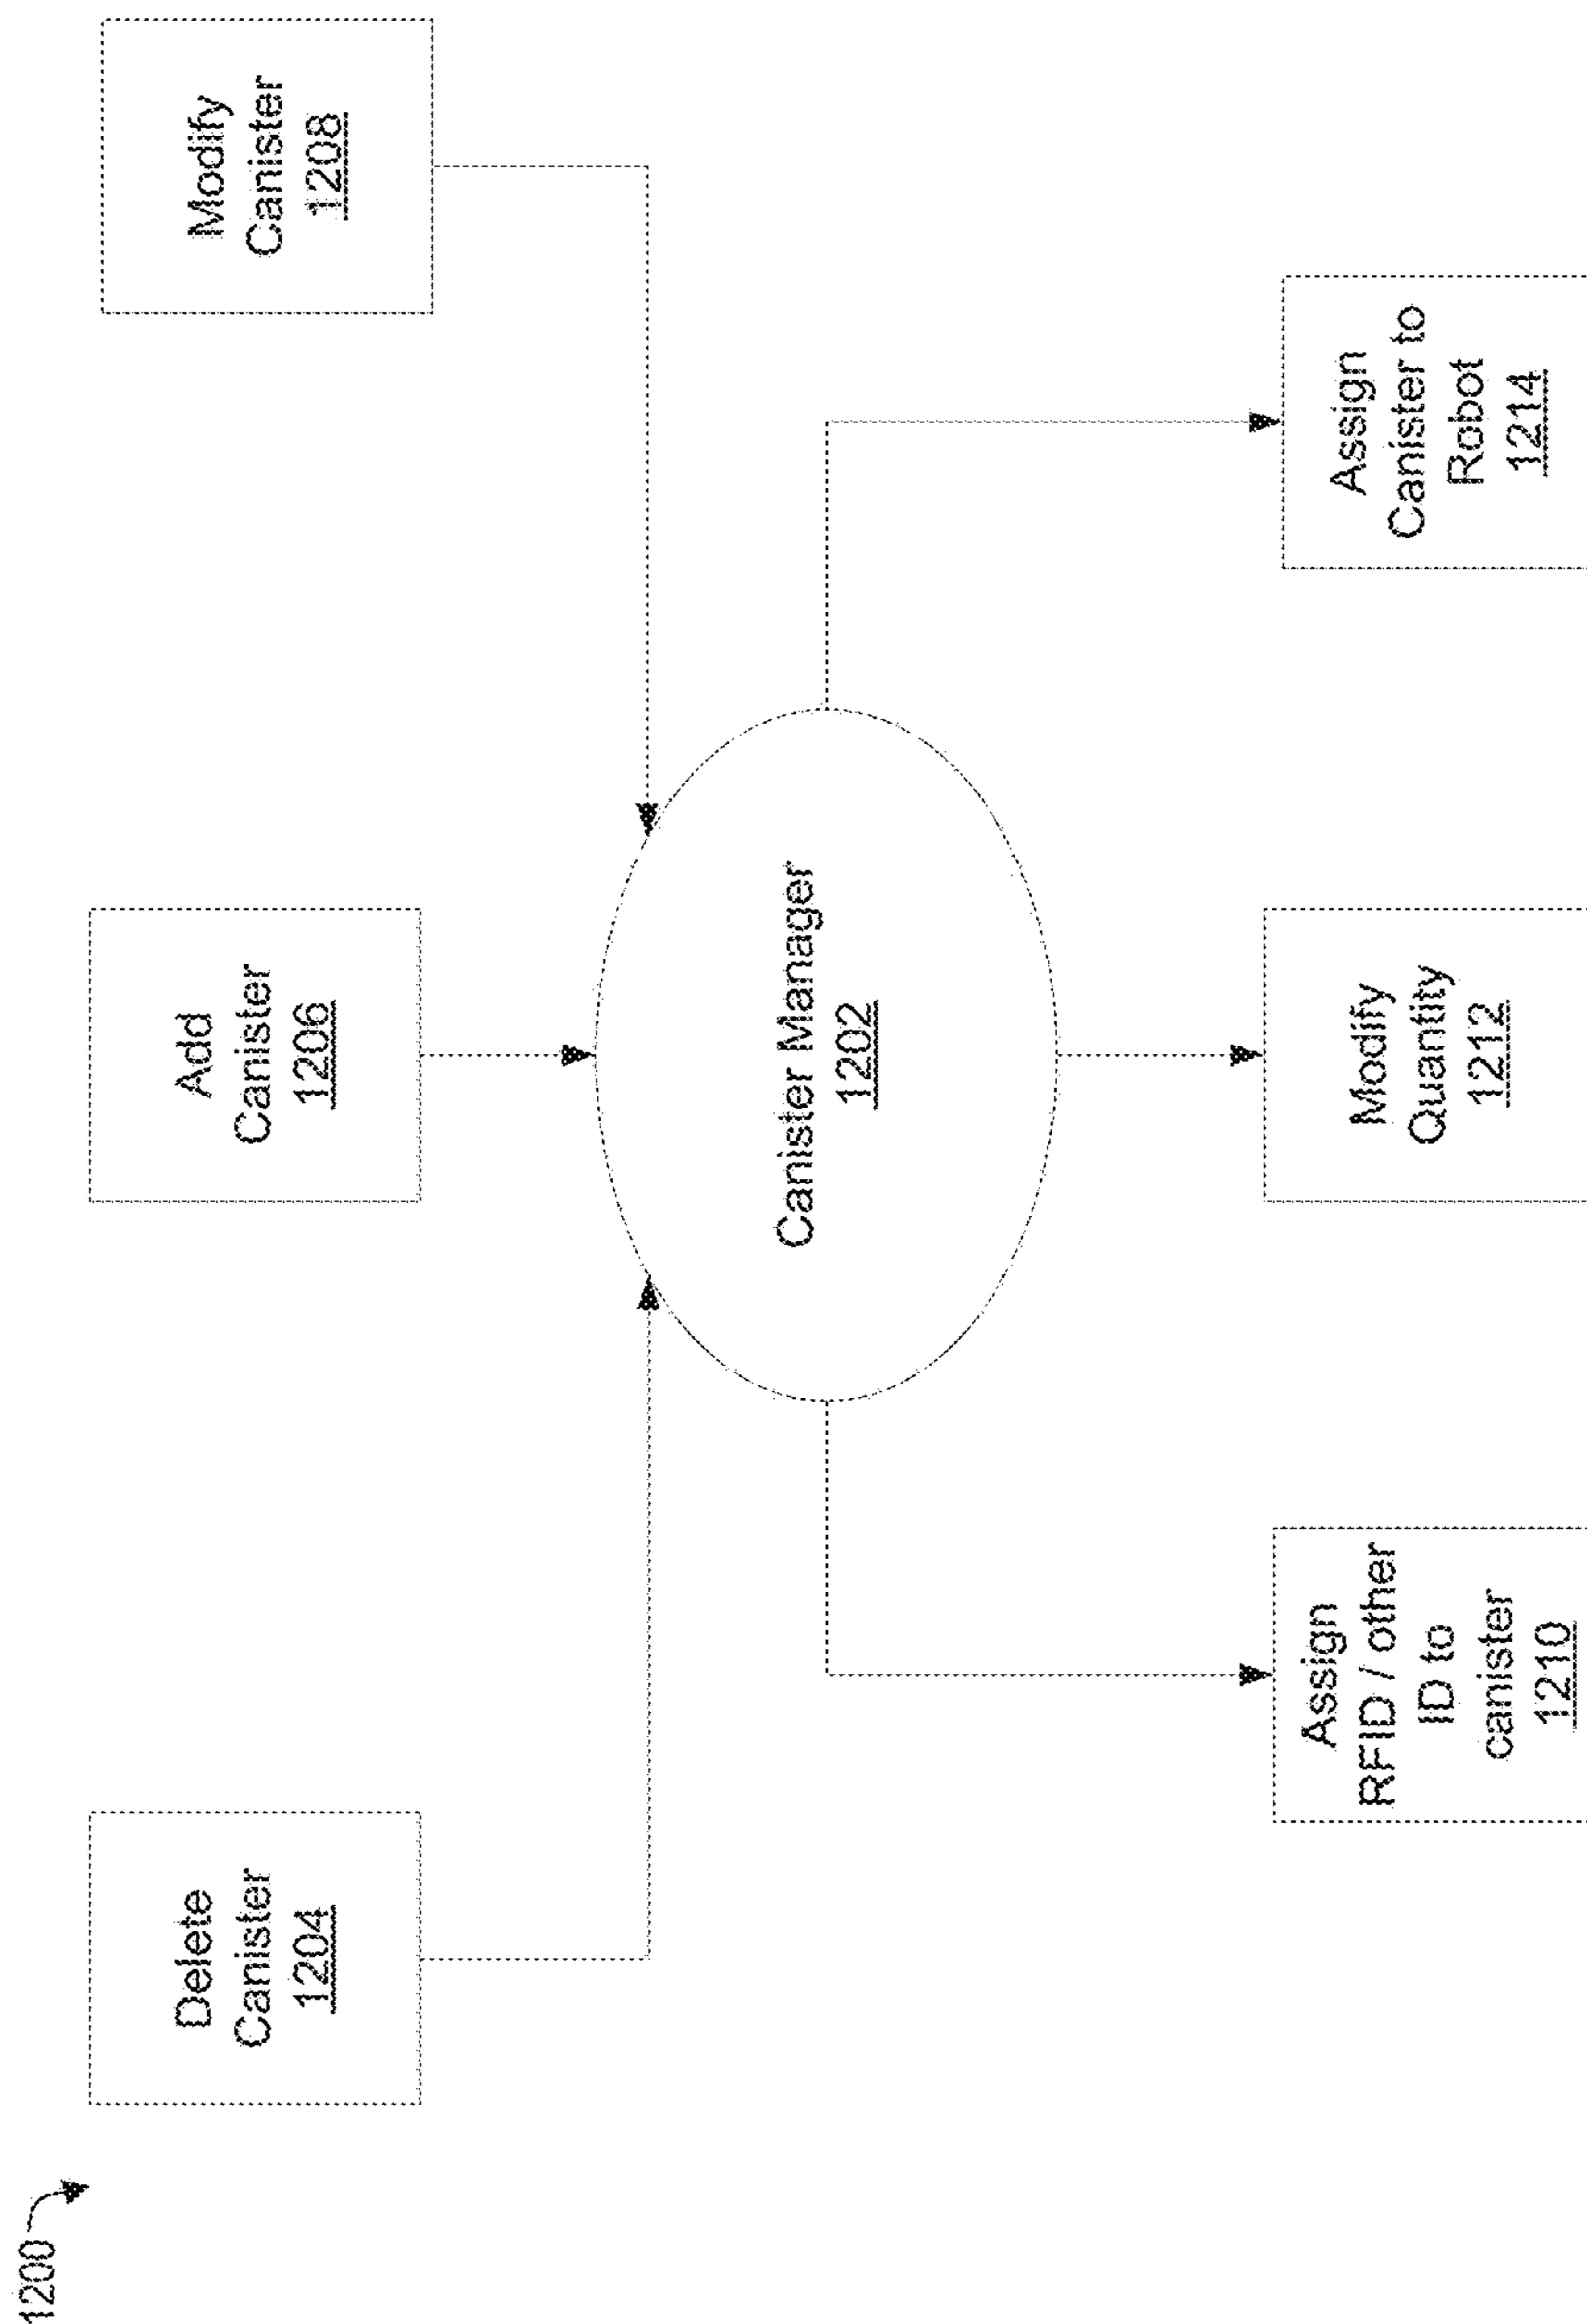 1200
Delete
Canister
1204
Add
Canister
1206
Modify
Canister
1208
Canister Manager
1202
Assign
RFID / other
ID to
canister
1210
Modify
Quantity
1212
Assign
Canister to
Robot
1214